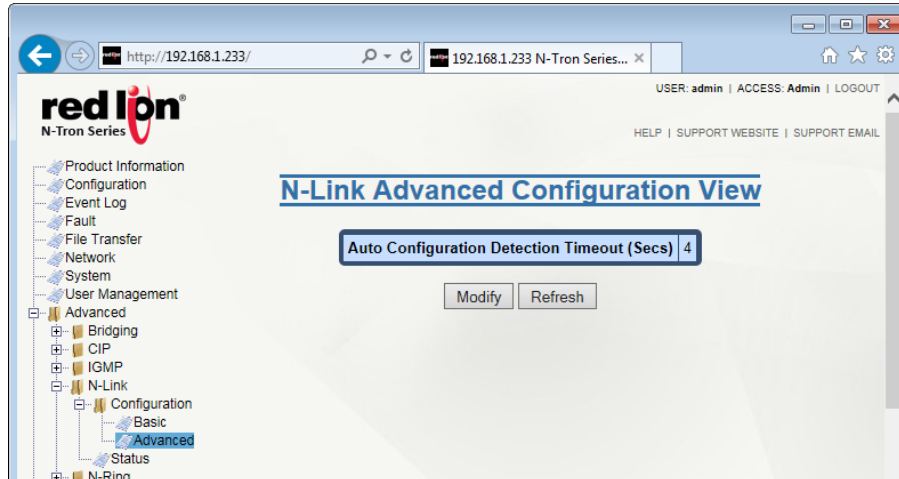 http://192.168.1.233/
192.168.1.233 N-Tron Series...
USER: admin | ACCESS: Admin | LOGOUT
red lion®
N-Tron Series
HELP | SUPPORT WEBSITE | SUPPORT EMAIL
Product Information
Configuration
Event Log
Fault
File Transfer
Network
System
User Management
Advanced
Bridging
CIP
IGMP
N-Link
Configuration
Basic
Advanced
Status
N-Ring
N-Link Advanced Configuration View
Auto Configuration Detection Timeout (Secs) 4
Modify Refresh